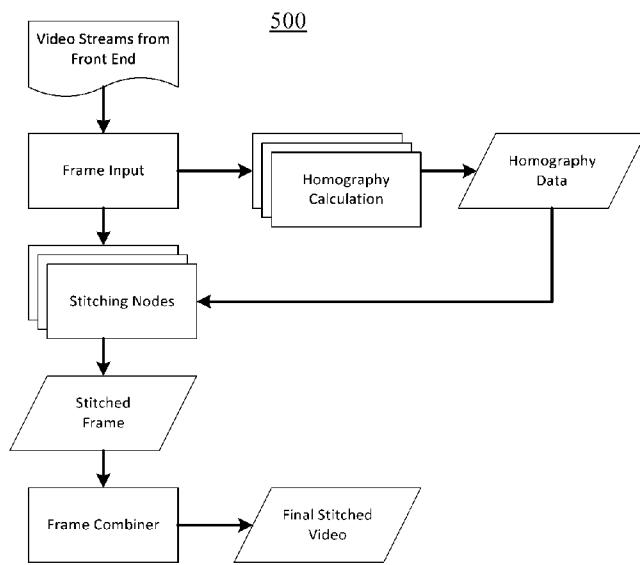 500
Video Streams from
Front End
Frame Input
Homography
Calculation
Homography
Data
Stitching Nodes
Stitched
Frame
Frame Combiner
Final Stitched
Video